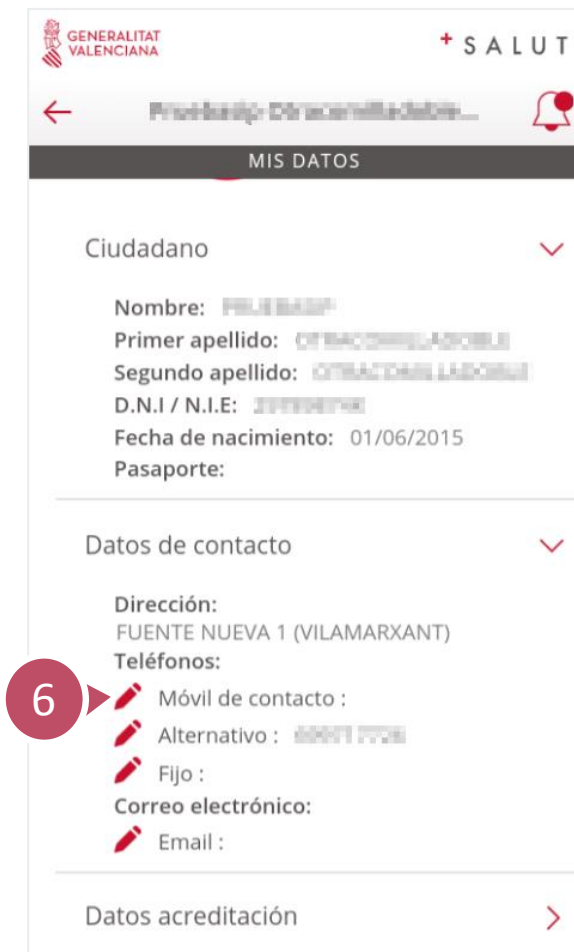 GENERALITAT
VALENCIANA
+ SALUT
MIS DATOS
Ciudadano
Nombre:
Primer apellido:
Segundo apellido:
D.N.I / N.I.E:
Fecha de nacimiento: 01/06/2015
Pasaporte:
Datos de contacto
Dirección:
FUENTE NUEVA 1 (VILAMARXANT)
Teléfonos:
6
Móvil de contacto :
Alternativo :
Fijo :
Correo electrónico:
Email :
Datos acreditación